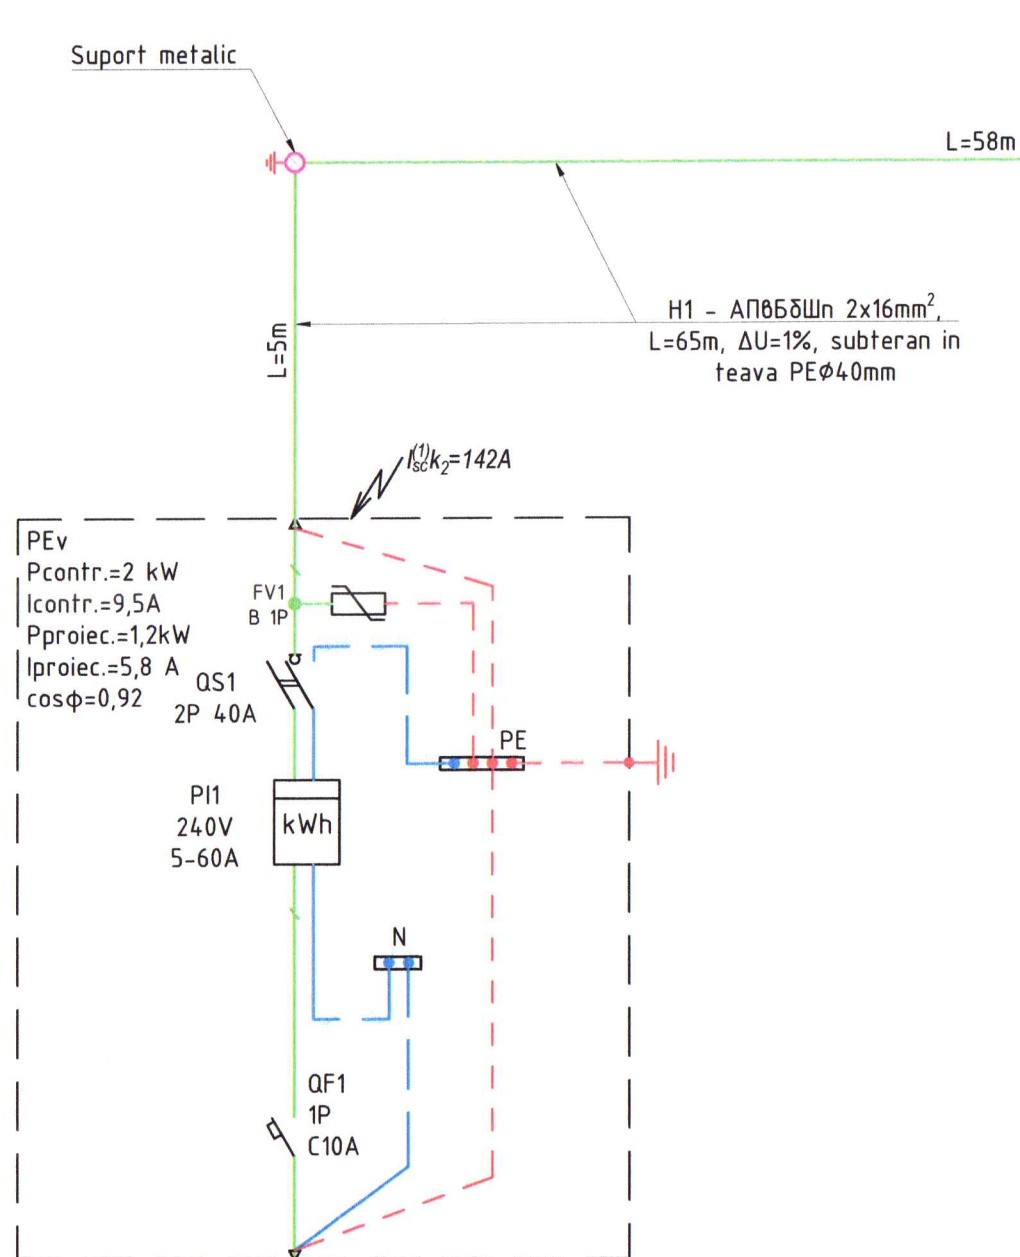 Suport metalic
L=58m
H1 - АПвБбШп 2x16mm²,
L=65m, ΔU=1%, subteran in
teava PEØ40mm
L=5m
I⁽¹⁾sck₂=142A
PEv
Pcontr.=2 kW
Icontr.=9,5A
Pproiec.=1,2kW
Iproiec.=5,8 A
cosφ=0,92
FV1
B 1P
QS1
2P 40A
PE
PI1
240V
5-60A
kWh
N
QF1
1P
C10A